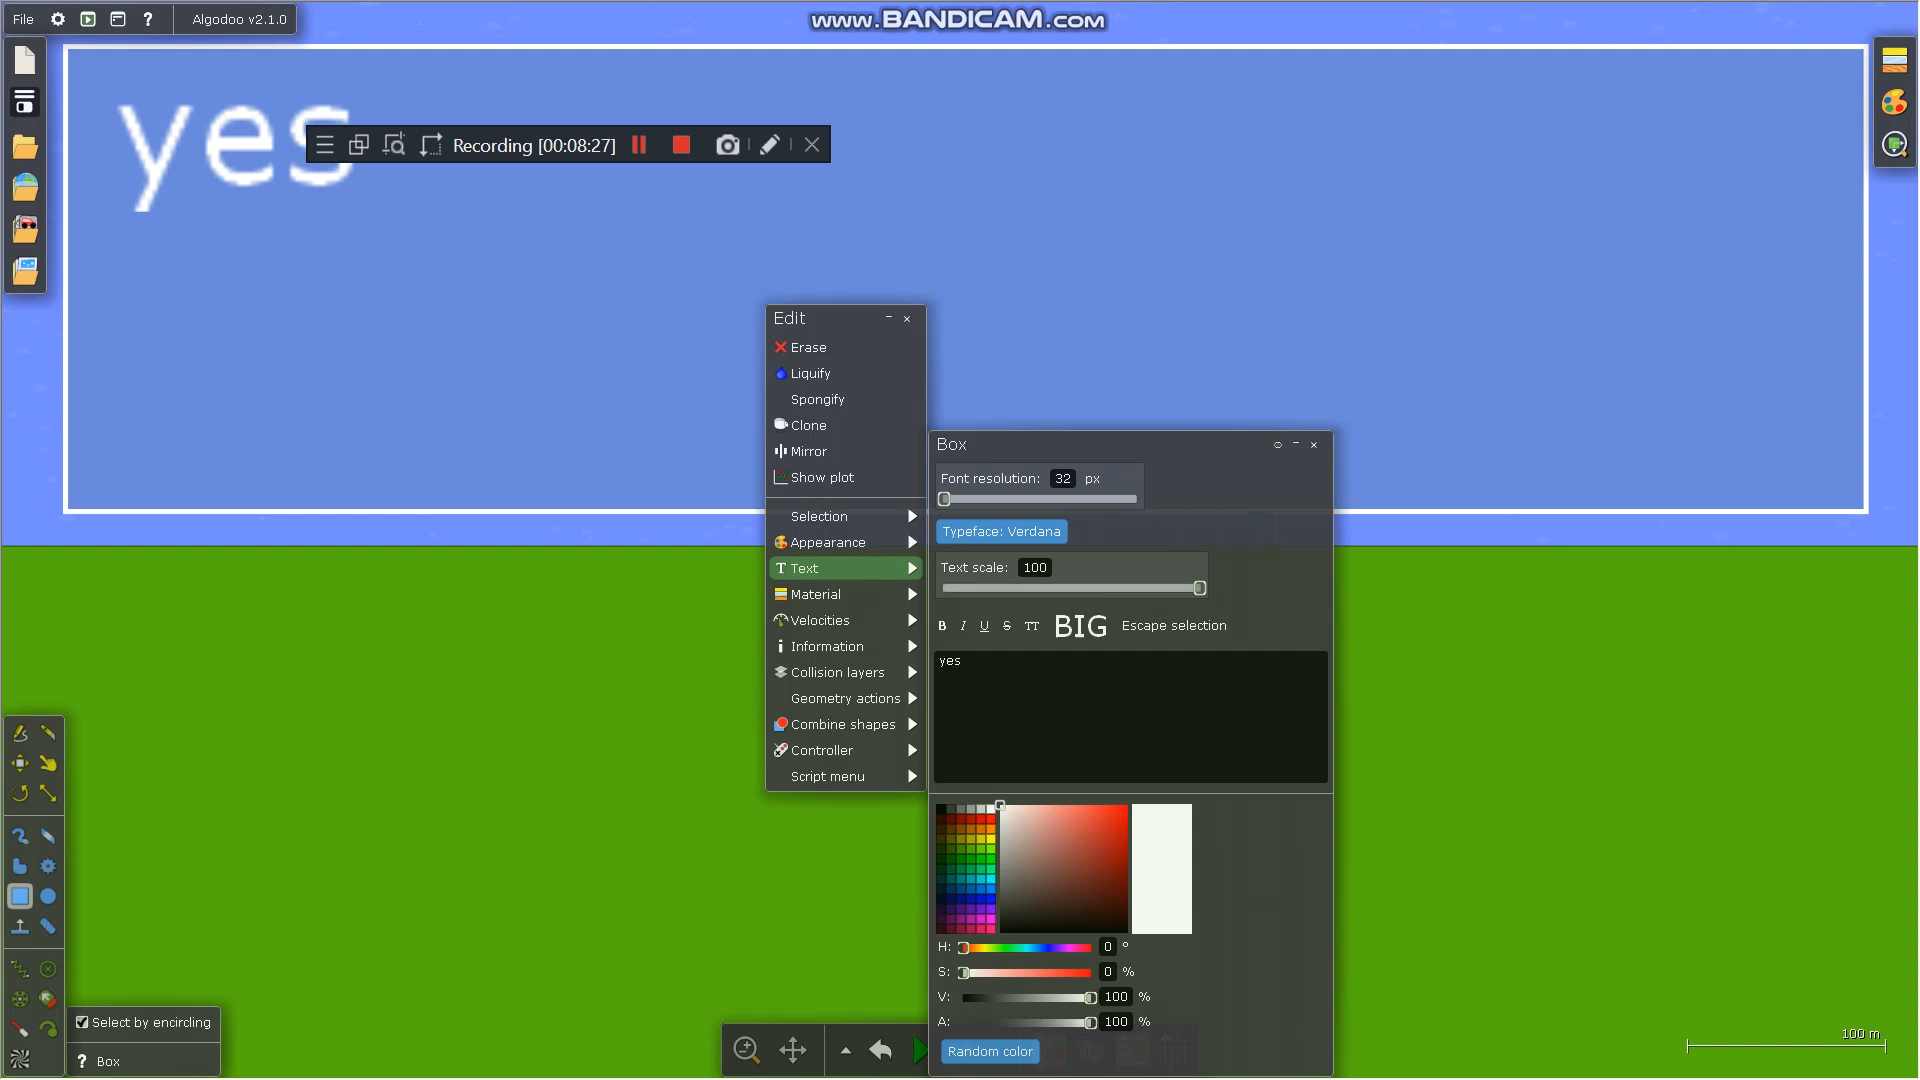 File
Algodoo v2.1.0
www.BANDICAM.com
yes
Recording [00:08:27]
Edit
Erase
Liquify
Spongify
Clone
Mirror
Show plot
Selection
Appearance
T Text
Material
Velocities
Information
Collision layers
Geometry actions
Combine shapes
Controller
Script menu
Box
Font resolution: 32 px
Typeface: Verdana
Text scale: 100
B I U S TT BIG Escape selection
yes
H: 0 °
S: 0 %
V: 100 %
A: 100 %
Random color
Select by encircling
? Box
100 m